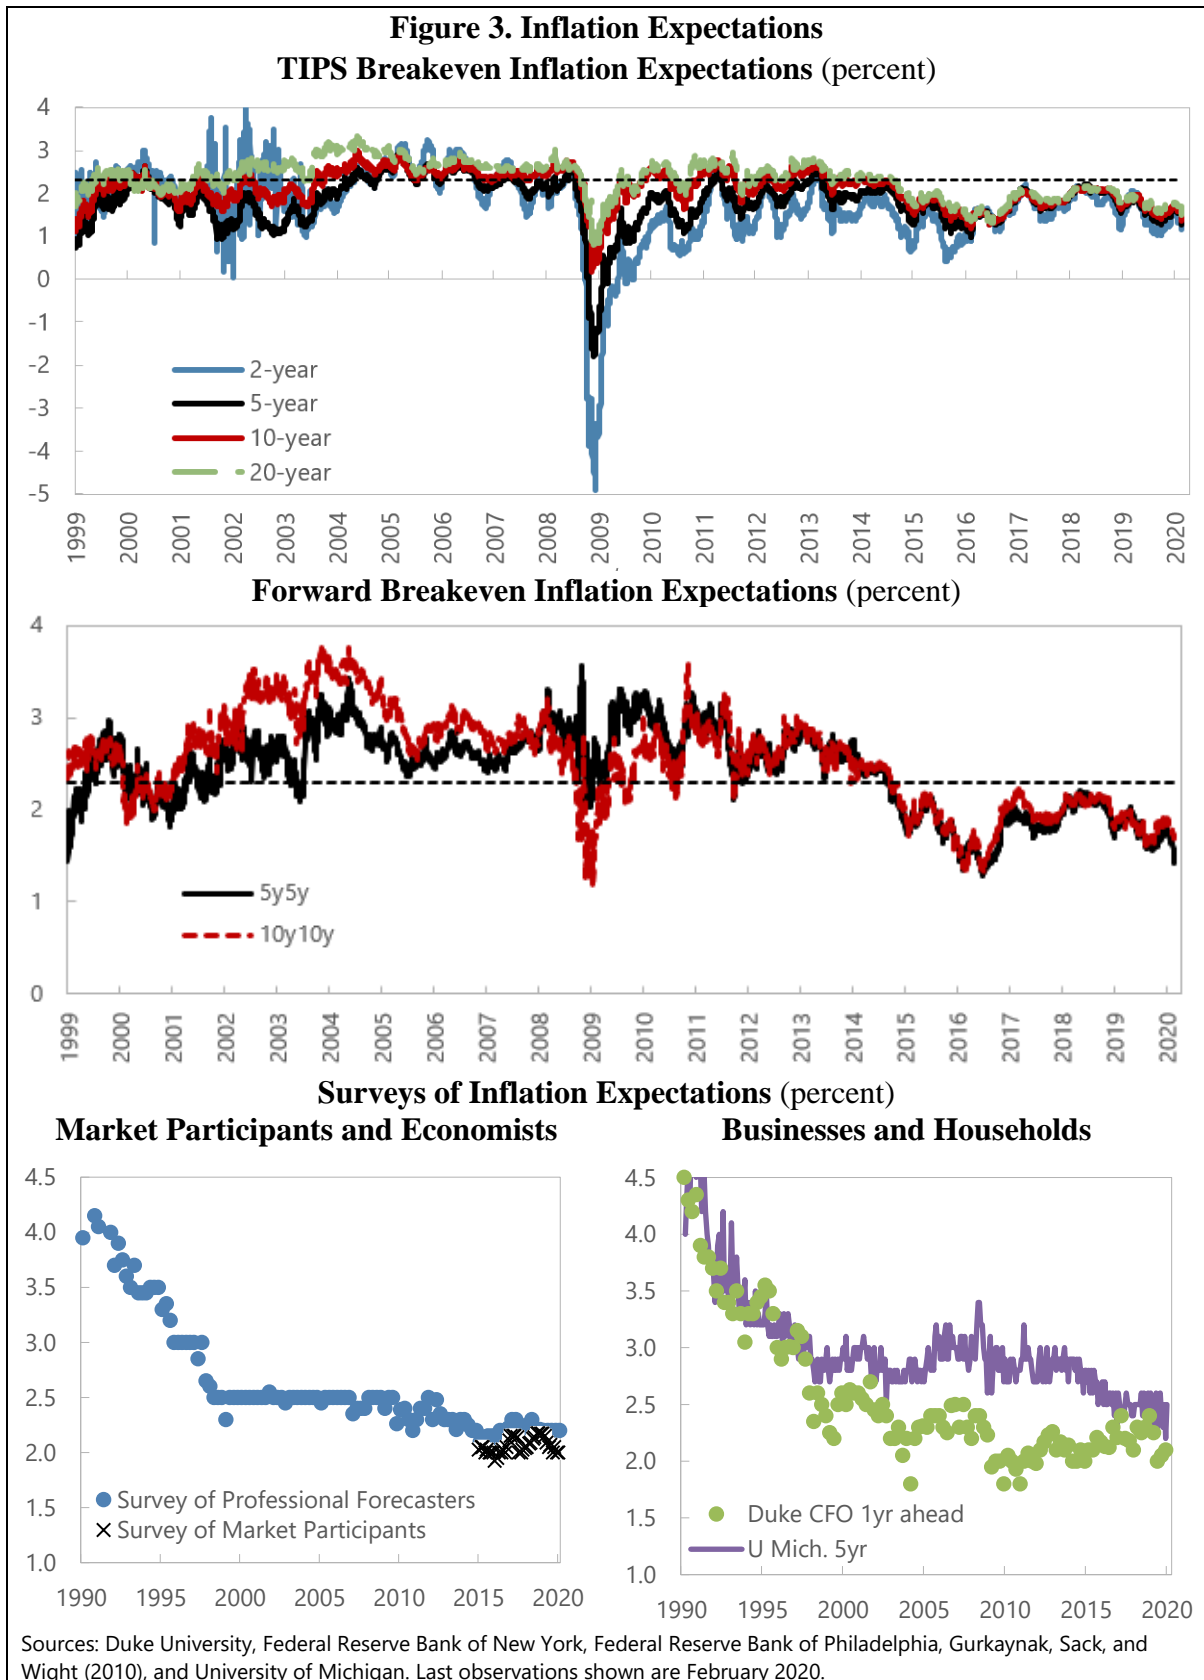 Figure 3. Inflation Expectations
TIPS Breakeven Inflation Expectations (percent)
4
3
2
1
0
-1
-2
-3
-4
-5
2-year
5-year
10-year
20-year
1999 2000 2001 2002 2003 2004 2005 2006 2007 2008 2009 2010 2011 2012 2013 2014 2015 2016 2017 2018 2019 2020
Forward Breakeven Inflation Expectations (percent)
4
3
2
1
0
5y5y
10y10y
1999 2000 2001 2002 2003 2004 2005 2006 2007 2008 2009 2010 2011 2012 2013 2014 2015 2016 2017 2018 2019 2020
Surveys of Inflation Expectations (percent)
Market Participants and Economists
4.5
4.0
3.5
3.0
2.5
2.0
1.5
1.0
Survey of Professional Forecasters
Survey of Market Participants
1990 1995 2000 2005 2010 2015 2020
Businesses and Households
4.5
4.0
3.5
3.0
2.5
2.0
1.5
1.0
Duke CFO 1yr ahead
U Mich. 5yr
1990 1995 2000 2005 2010 2015 2020
Sources: Duke University, Federal Reserve Bank of New York, Federal Reserve Bank of Philadelphia, Gurkaynak, Sack, and
Wight (2010), and University of Michigan. Last observations shown are February 2020.